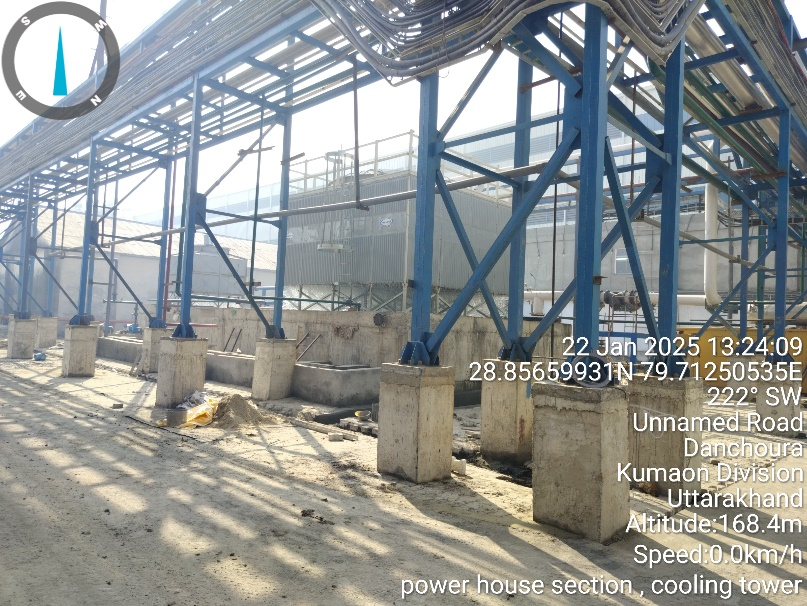 S
W
E
N
22 Jan 2025 13:24:09
28.85659931N 79.71250535E
222° SW
Unnamed Road
Danchoura
Kumaon Division
Uttarakhand
Altitude:168.4m
Speed:0.0km/h
power house section , cooling tower